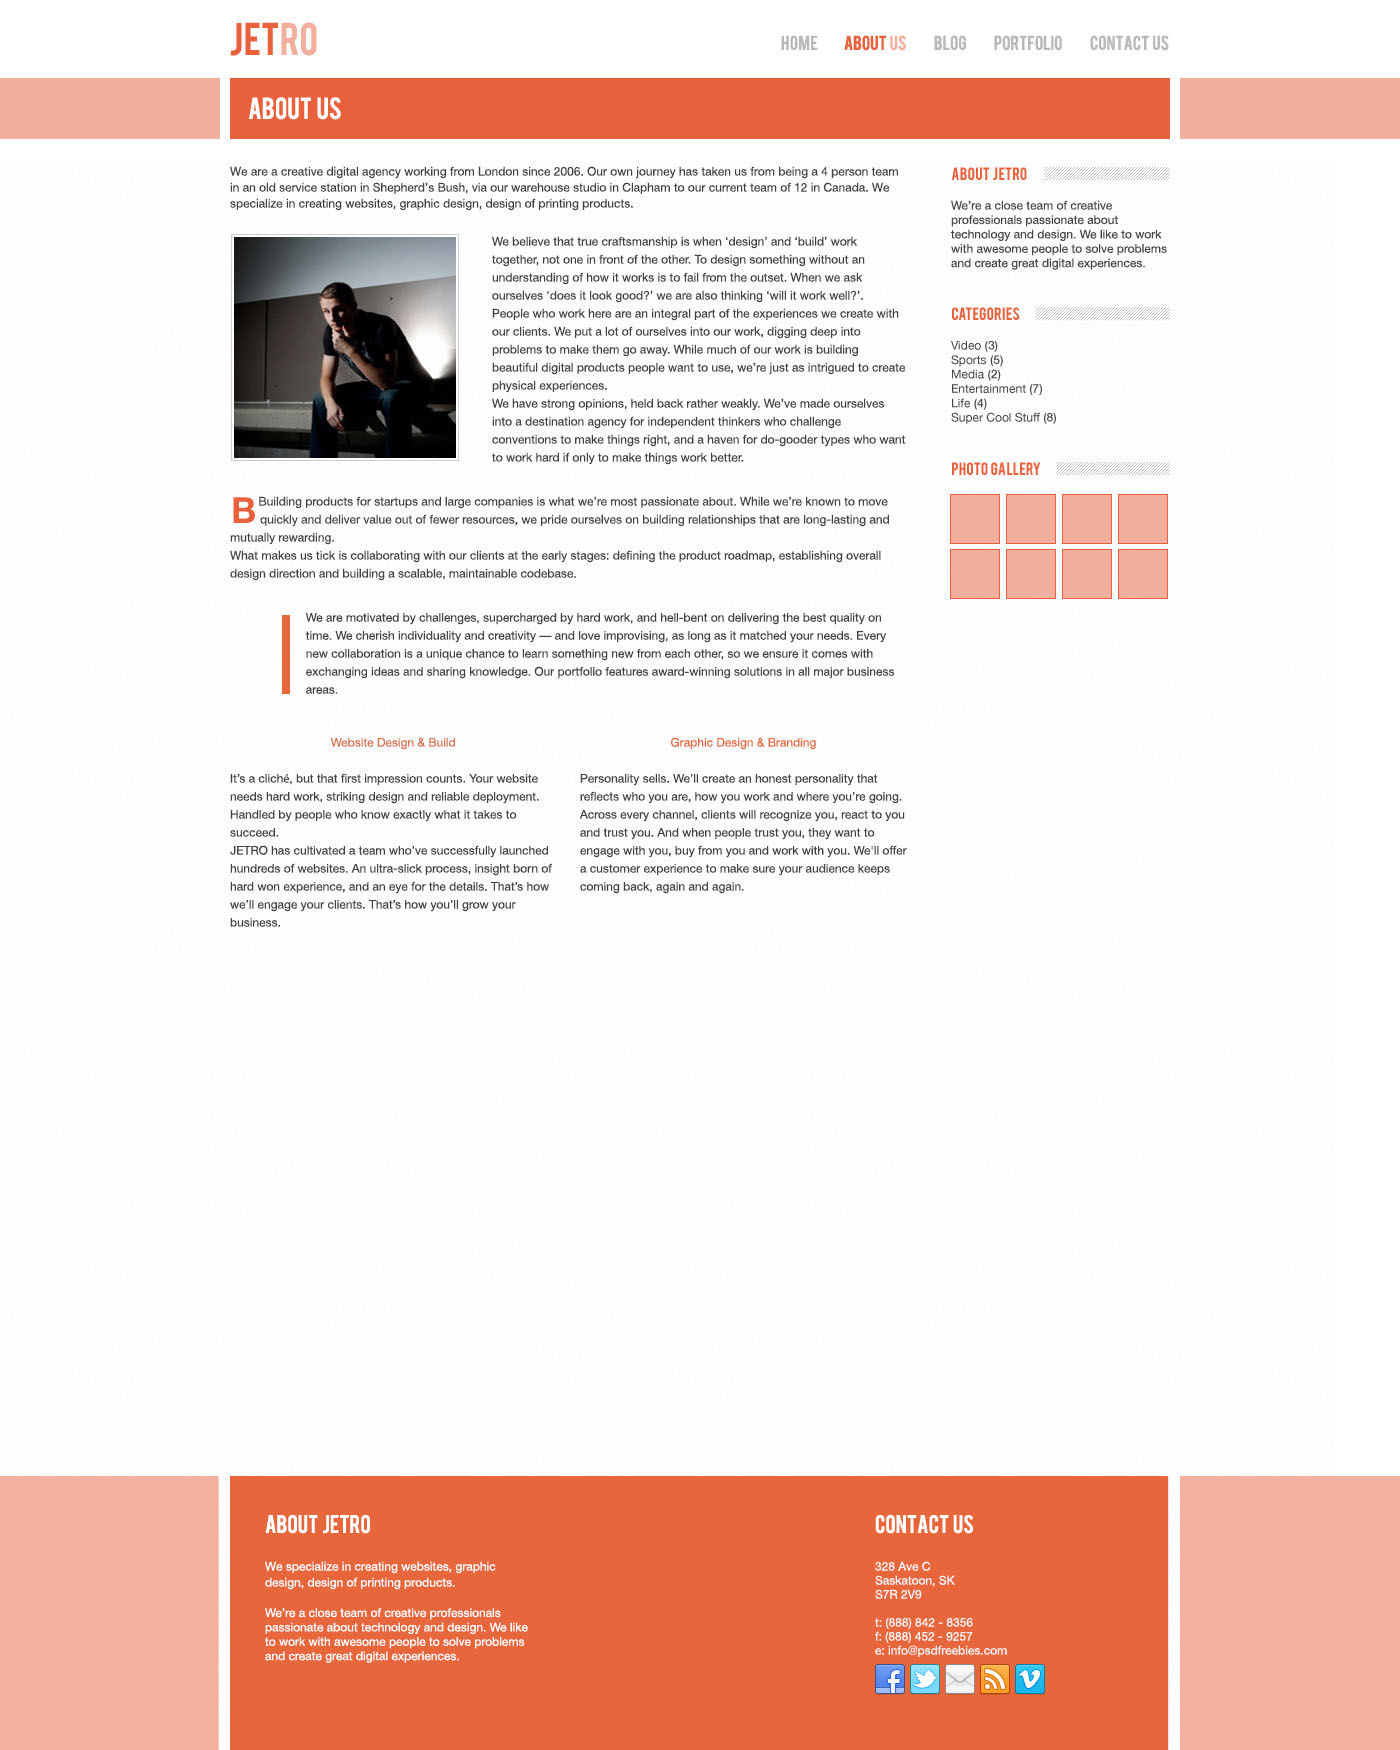 JETRO
HOME ABOUT US BLOG PORTFOLIO CONTACT US
ABOUT US
We are a creative digital agency working from London since 2006. Our own journey has taken us from being a 4 person team
in an old service station in Shepherd's Bush, via our warehouse studio in Clapham to our current team of 12 in Canada. We
specialize in creating websites, graphic design, design of printing products.
We believe that true craftsmanship is when ‘design’ and ‘build’ work
together, not one in front of the other. To design something without an
understanding of how it works is to fail from the outset. When we ask
ourselves ‘does it look good?’ we are also thinking ‘will it work well?’.
People who work here are an integral part of the experiences we create with
our clients. We put a lot of ourselves into our work, digging deep into
problems to make them go away. While much of our work is building
beautiful digital products people want to use, we’re just as intrigued to create
physical experiences.
We have strong opinions, held back rather weakly. We’ve made ourselves
into a destination agency for independent thinkers who challenge
conventions to make things right, and a haven for do-gooder types who want
to work hard if only to make things work better.
B Building products for startups and large companies is what we’re most passionate about. While we’re known to move
quickly and deliver value out of fewer resources, we pride ourselves on building relationships that are long-lasting and
mutually rewarding.
What makes us tick is collaborating with our clients at the early stages: defining the product roadmap, establishing overall
design direction and building a scalable, maintainable codebase.
We are motivated by challenges, supercharged by hard work, and hell-bent on delivering the best quality on
time. We cherish individuality and creativity — and love improvising, as long as it matched your needs. Every
new collaboration is a unique chance to learn something new from each other, so we ensure it comes with
exchanging ideas and sharing knowledge. Our portfolio features award-winning solutions in all major business
areas.
Website Design & Build
It’s a cliché, but that first impression counts. Your website
needs hard work, striking design and reliable deployment.
Handled by people who know exactly what it takes to
succeed.
JETRO has cultivated a team who’ve successfully launched
hundreds of websites. An ultra-slick process, insight born of
hard won experience, and an eye for the details. That’s how
we’ll engage your clients. That’s how you’ll grow your
business.
Graphic Design & Branding
Personality sells. We’ll create an honest personality that
reflects who you are, how you work and where you’re going.
Across every channel, clients will recognize you, react to you
and trust you. And when people trust you, they want to
engage with you, buy from you and work with you. We’ll offer
a customer experience to make sure your audience keeps
coming back, again and again.
ABOUT JETRO
We’re a close team of creative
professionals passionate about
technology and design. We like to work
with awesome people to solve problems
and create great digital experiences.
CATEGORIES
Video (3)
Sports (5)
Media (2)
Entertainment (7)
Life (4)
Super Cool Stuff (8)
PHOTO GALLERY
ABOUT JETRO
We specialize in creating websites, graphic
design, design of printing products.
We’re a close team of creative professionals
passionate about technology and design. We like
to work with awesome people to solve problems
and create great digital experiences.
CONTACT US
328 Ave C
Saskatoon, SK
S7R 2V9
t: (888) 842 - 8356
f: (888) 452 - 9257
e: info@psdfreebies.com